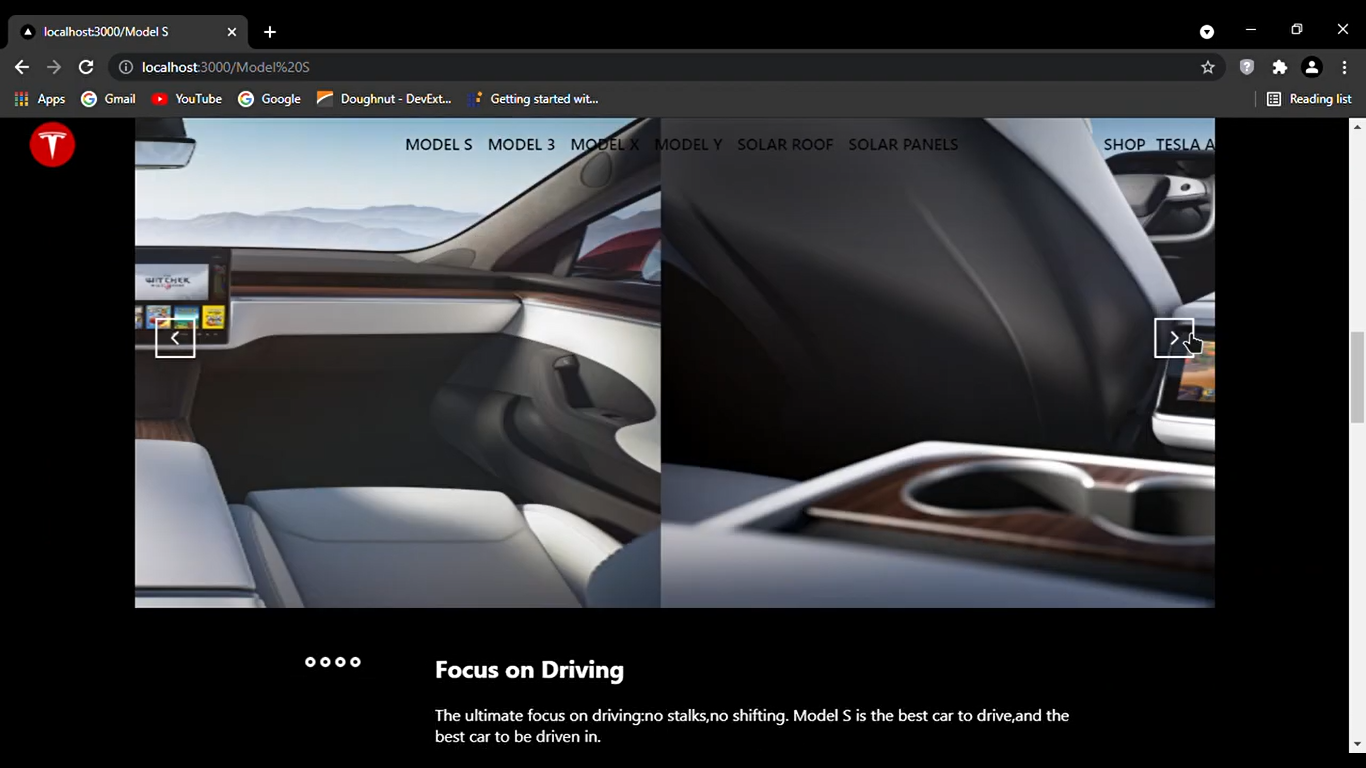 localhost:3000/Model S
localhost:3000/Model%20S
Apps Gmail YouTube Google Doughnut - DevExt... Getting started wit... Reading list
MODEL S MODEL 3 MODEL X MODEL Y SOLAR ROOF SOLAR PANELS SHOP TESLA A
WITCHER
Focus on Driving
The ultimate focus on driving:no stalks,no shifting. Model S is the best car to drive,and the
best car to be driven in.